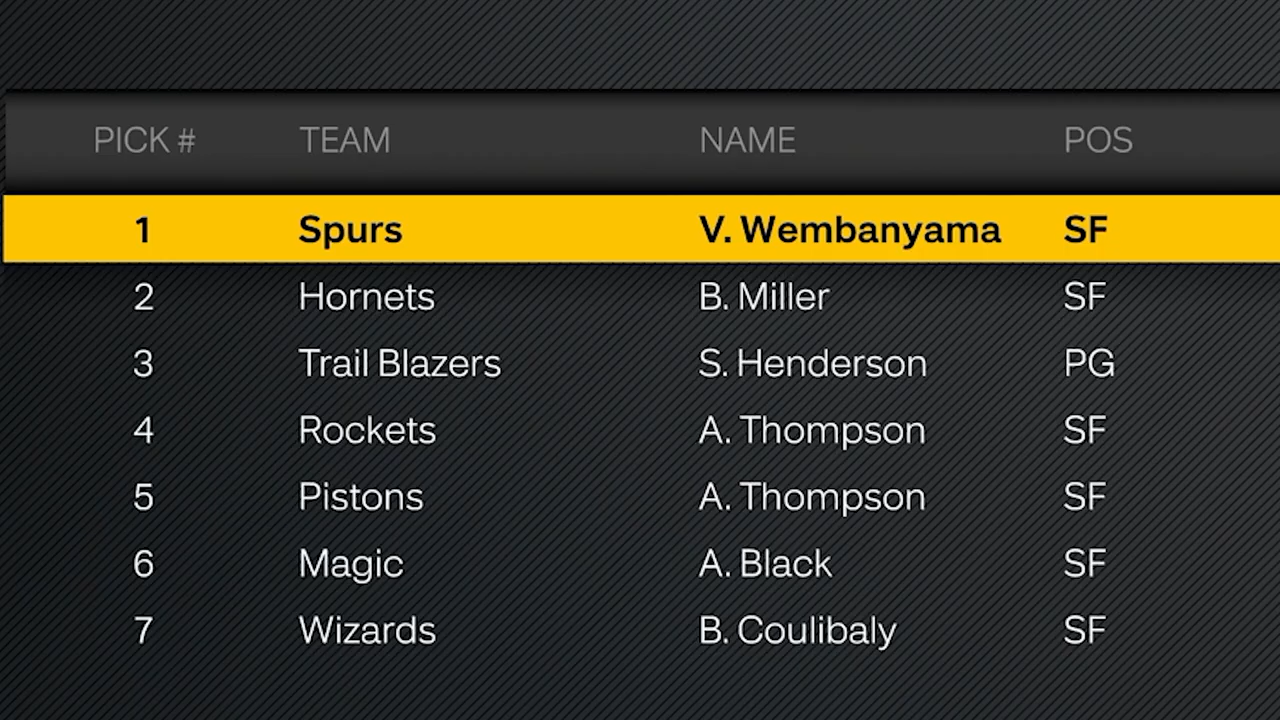 PICK # TEAM NAME POS
1 Spurs V. Wembanyama SF
2 Hornets B. Miller SF
3 Trail Blazers S. Henderson PG
4 Rockets A. Thompson SF
5 Pistons A. Thompson SF
6 Magic A. Black SF
7 Wizards B. Coulibaly SF